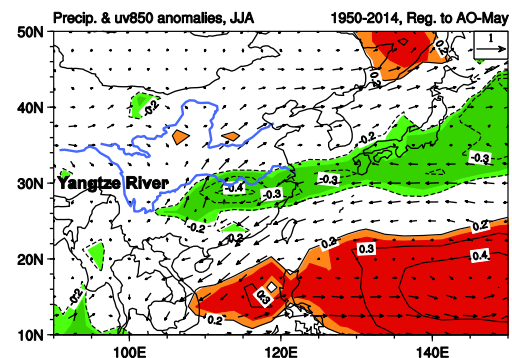 Precip. & uv850 anomalies, JJA 1950-2014, Reg. to AO-May
50N 0.2 0.2 1
40N -0.2 -0.2
-0.3
30N Yangtze River -0.4 -0.3 -0.3
-0.2 -0.2 0.2 0.2
20N 0.3 0.4
-0.2 0.3
10N 0.2
100E 120E 140E